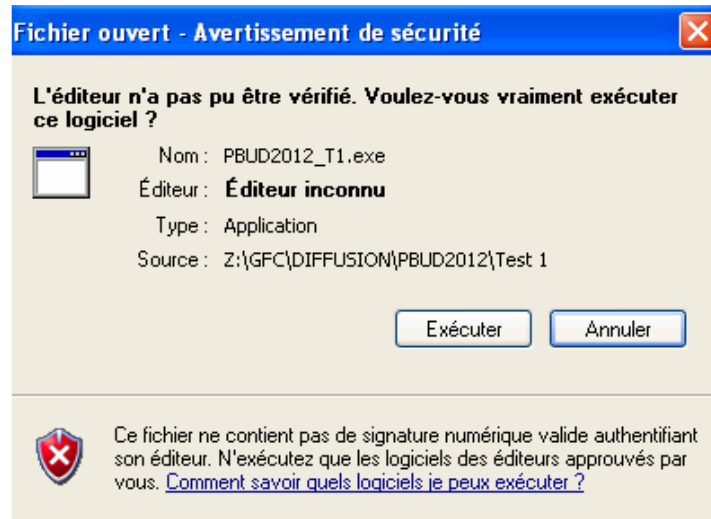 Fichier ouvert - Avertissement de sécurité
L'éditeur n'a pas pu être vérifié. Voulez-vous vraiment exécuter
ce logiciel ?
Nom : PBUD2012_T1.exe
Éditeur : Éditeur inconnu
Type : Application
Source : Z:\GFC\DIFFUSION\PBUD2012\Test 1
Exécuter Annuler
Ce fichier ne contient pas de signature numérique valide authentifiant
son éditeur. N'exécutez que les logiciels des éditeurs approuvés par
vous. Comment savoir quels logiciels je peux exécuter ?